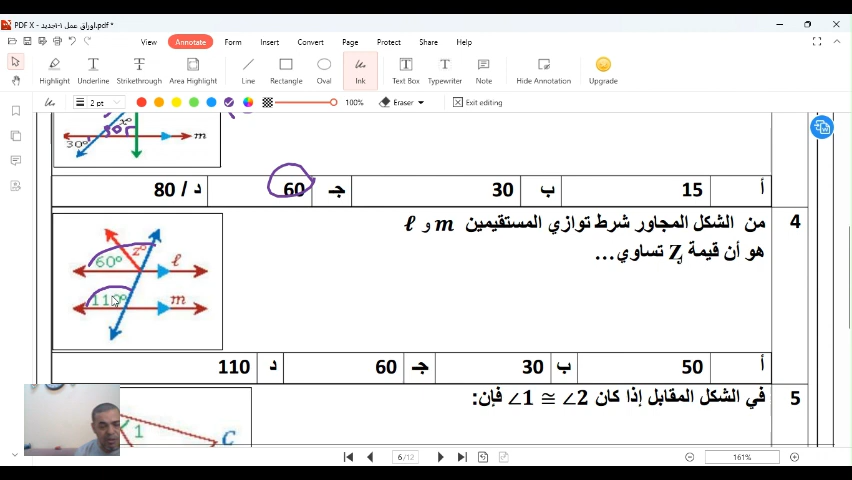 PDF X - اوراق عمل ١-٢جديد.pdf *
View Annotate Form Insert Convert Page Protect Share Help
Highlight Underline Strikethrough Area Highlight Line Rectangle Oval Ink Text Box Typewriter Note Hide Annotation Upgrade
2 pt 100% Eraser Exit editing
x°
30° m
أ 15 ب 30 جـ 60 د / 80
4 من الشكل المجاور شرط توازي المستقيمين m و ℓ
هو أن قيمة Z تساوي...
60° z° ℓ
110° m
أ 50 ب 30 جـ 60 د 110
5 في الشكل المقابل إذا كان ∠1 ≅ ∠2 فإن:
1 C
6 /12 161%